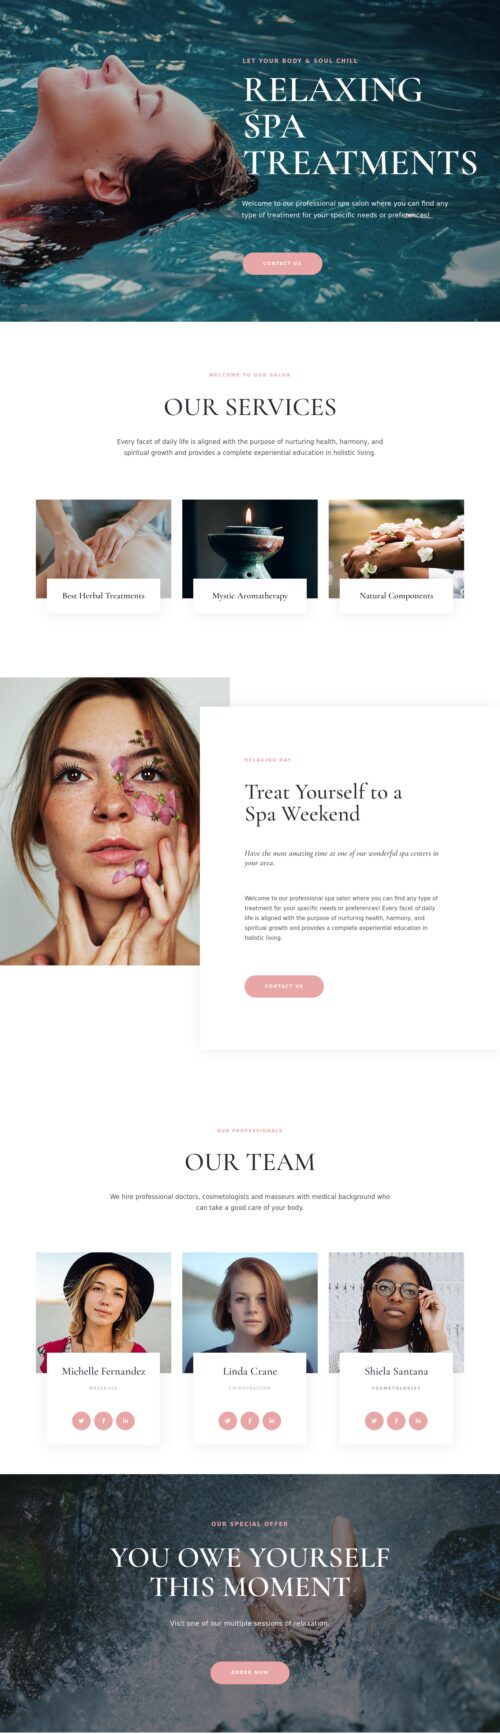 LET YOUR BODY & SOUL CHILL
RELAXING
SPA
TREATMENTS
Welcome to our professional spa salon where you can find any
type of treatment for your specific needs or preferences!
CONTACT US
WELCOME TO OUR SALON
OUR SERVICES
Every facet of daily life is aligned with the purpose of nurturing health, harmony, and
spiritual growth and provides a complete experiential education in holistic living.
Best Herbal Treatments
Mystic Aromatherapy
Natural Components
RELAXING DAY
Treat Yourself to a
Spa Weekend
Have the most amazing time at one of our wonderful spa centers in
your area.
Welcome to our professional spa salon where you can find any type of
treatment for your specific needs or preferences! Every facet of daily
life is aligned with the purpose of nurturing health, harmony, and
spiritual growth and provides a complete experiential education in
holistic living.
CONTACT US
OUR PROFESSIONALS
OUR TEAM
We hire professional doctors, cosmetologists and masseurs with medical background who
can take a good care of your body.
Michelle Fernandez
MASSEUSE
Linda Crane
CHIROPRACTOR
Shiela Santana
COSMETOLOGIST
OUR SPECIAL OFFER
YOU OWE YOURSELF
THIS MOMENT
Visit one of our multiple sessions of relaxation.
ORDER NOW